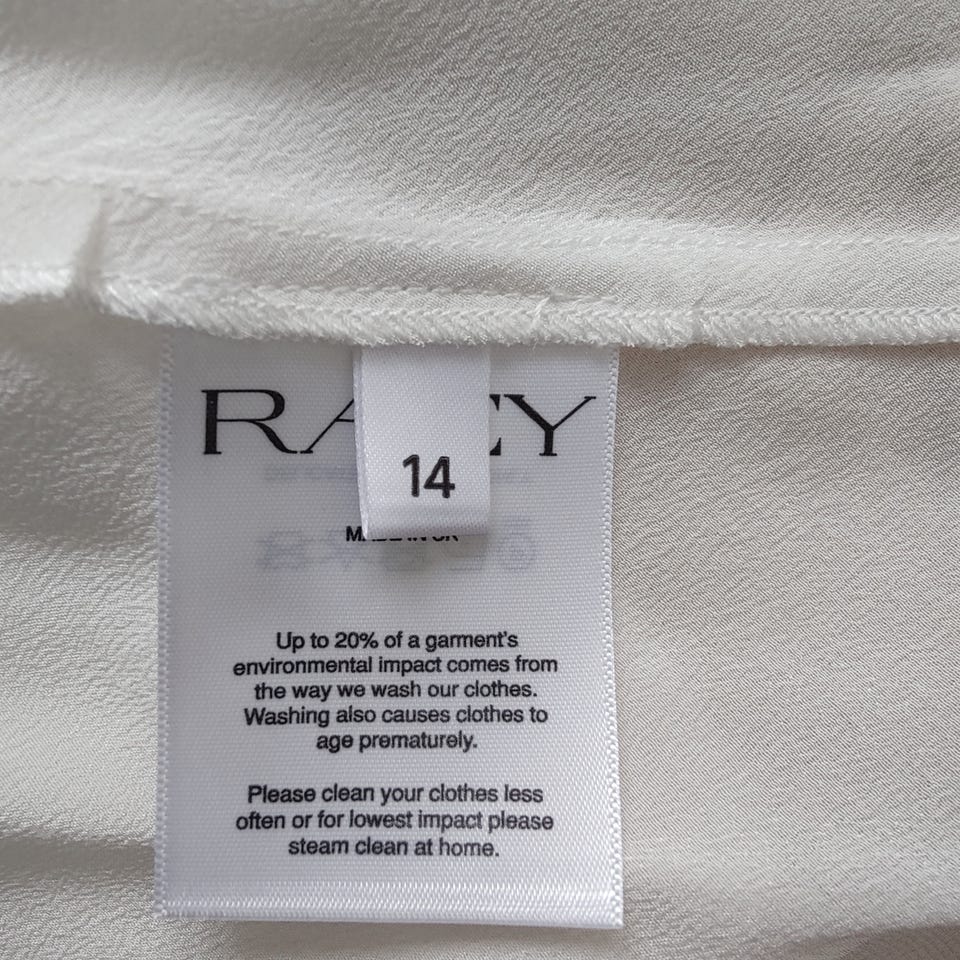 14
Up to 20% of a garment's
environmental impact comes from
the way we wash our clothes.
Washing also causes clothes to
age prematurely.
Please clean your clothes less
often or for lowest impact please
steam clean at home.